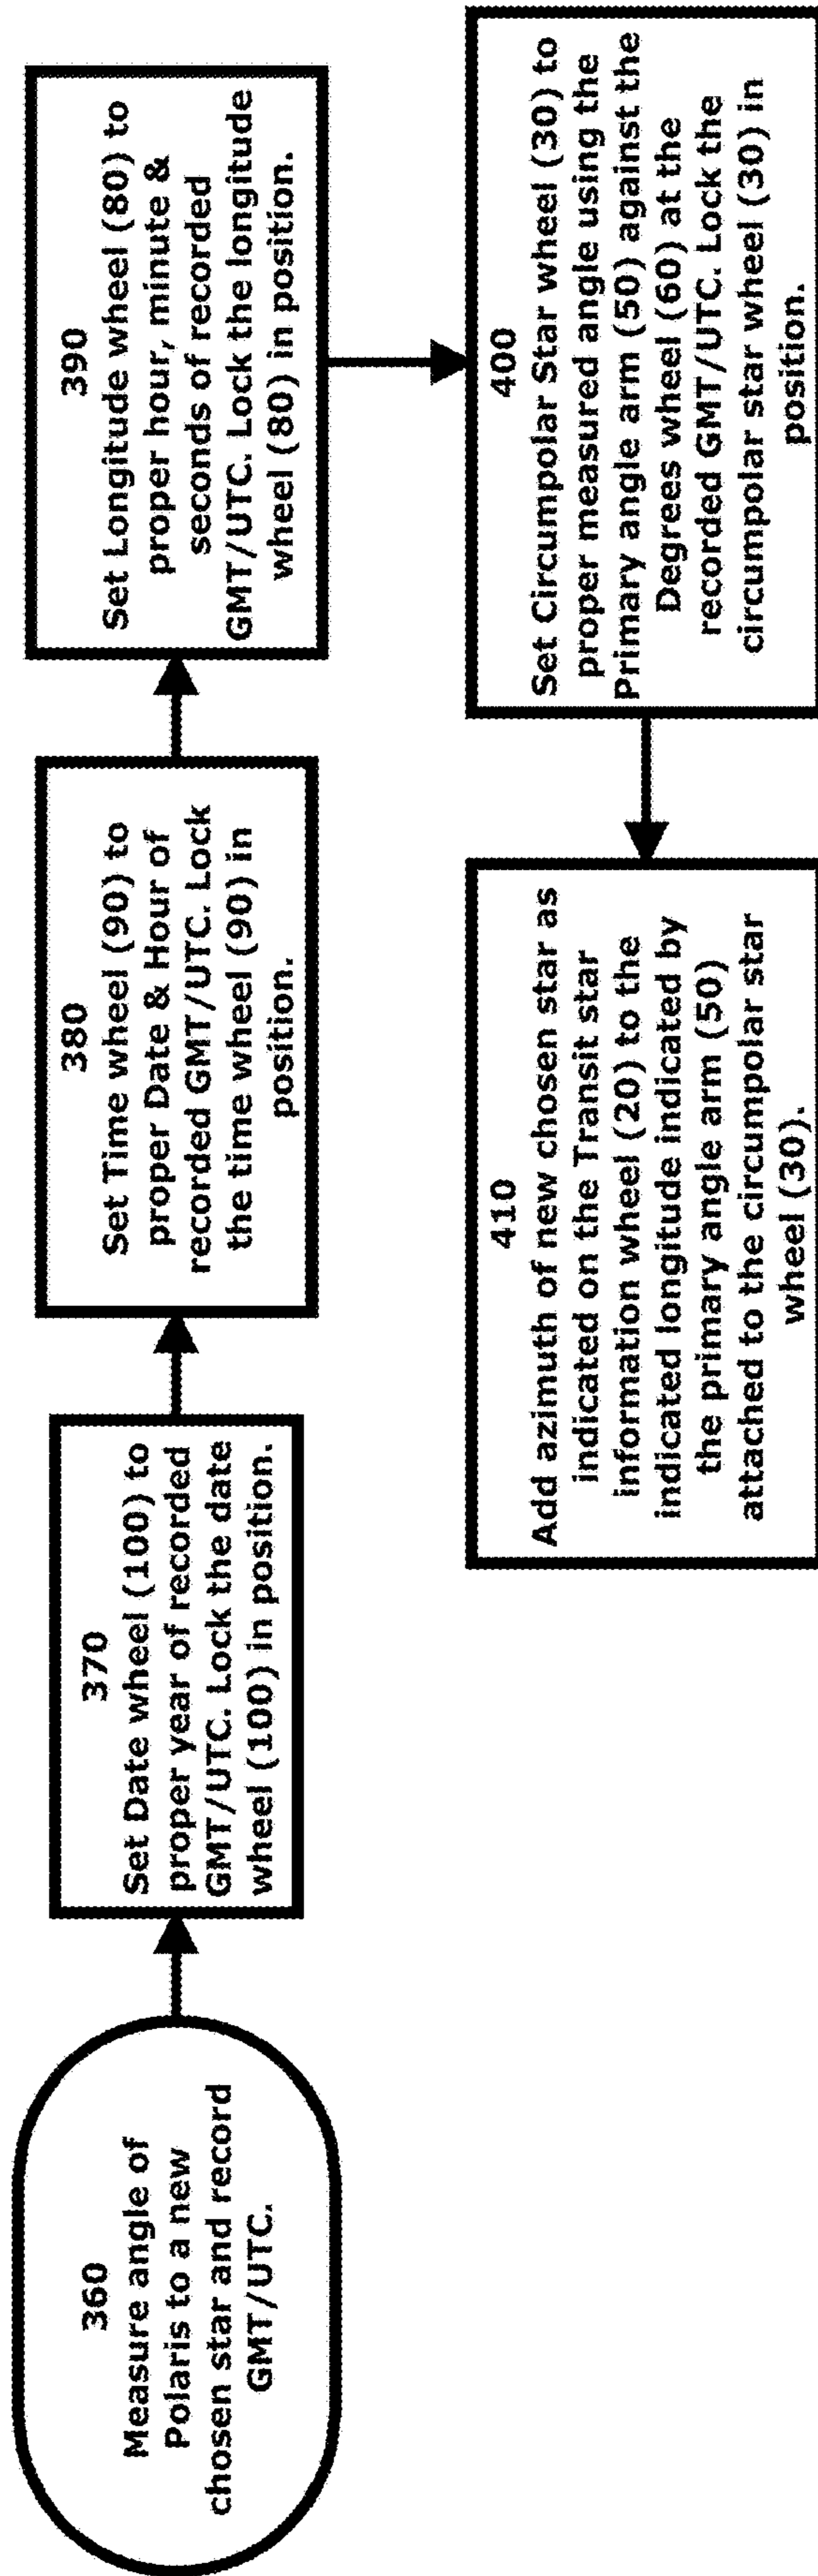 360
Measure angle of
Polaris to a new
chosen star and record
GMT/UTC.
370
Set Date wheel (100) to
proper year of recorded
GMT/UTC. Lock the date
wheel (100) in position.
380
Set Time wheel (90) to
proper Date & Hour of
recorded GMT/UTC. Lock
the time wheel (90) in
position.
390
Set Longitude wheel (80) to
proper hour, minute &
seconds of recorded
GMT/UTC. Lock the longitude
wheel (80) in position.
400
Set Circumpolar Star wheel (30) to
proper measured angle using the
Primary angle arm (50) against the
Degrees wheel (60) at the
recorded GMT/UTC. Lock the
circumpolar star wheel (30) in
position.
410
Add azimuth of new chosen star as
indicated on the Transit star
information wheel (20) to the
indicated longitude indicated by
the primary angle arm (50)
attached to the circumpolar star
wheel (30).